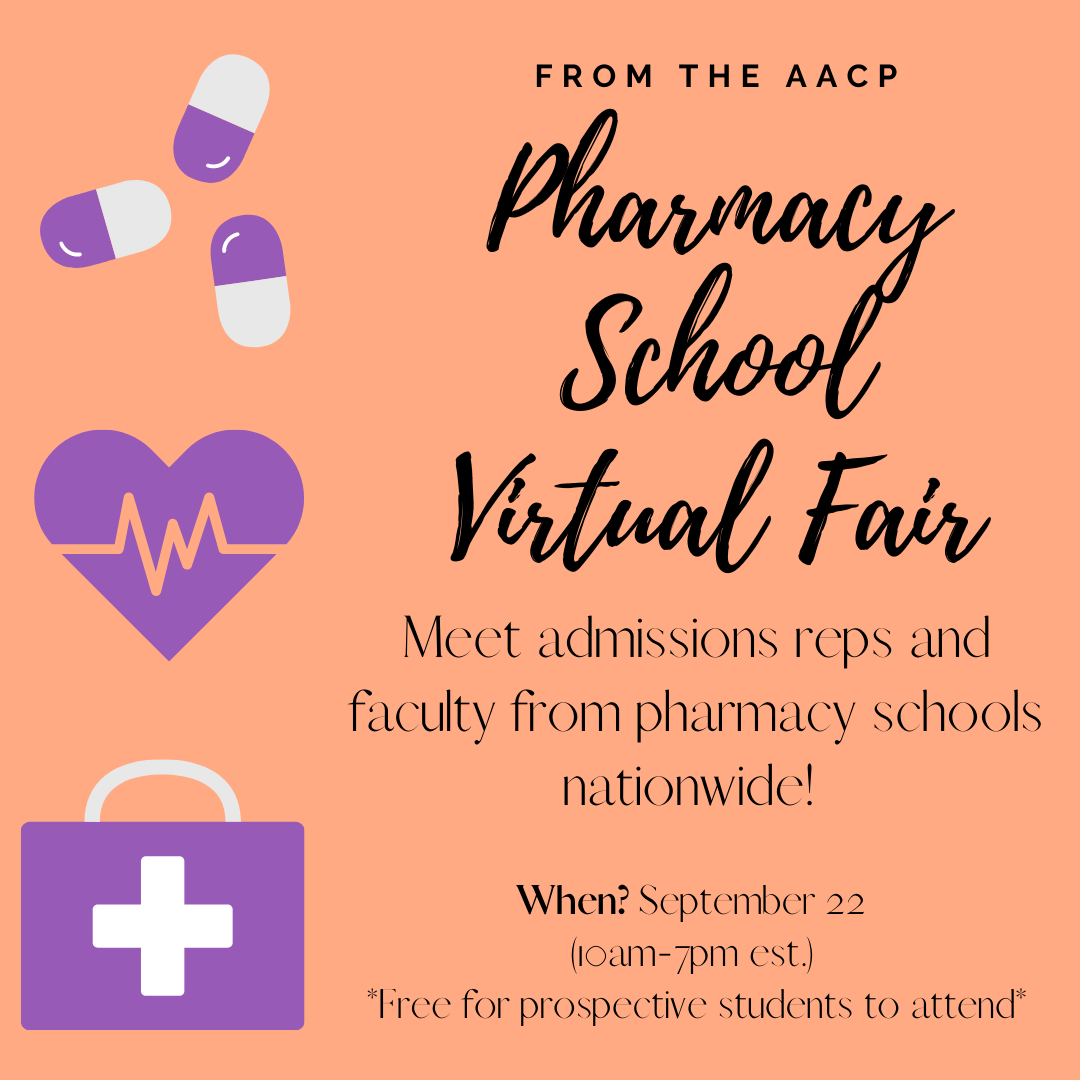 FROM THE AACP
Pharmacy
School
Virtual Fair
Meet admissions reps and
faculty from pharmacy schools
nationwide!
When? September 22
(10am-7pm est.)
*Free for prospective students to attend*